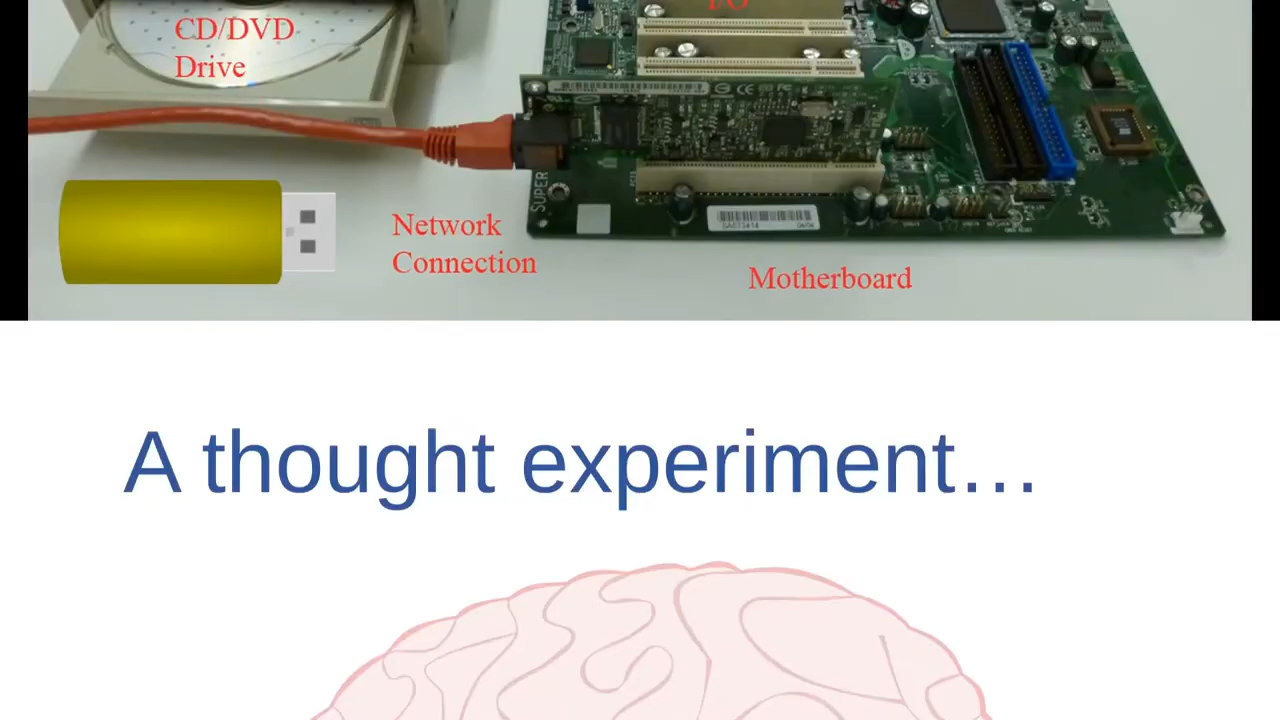 I/O
CD/DVD
Drive
Network
Connection
Motherboard
A thought experiment…